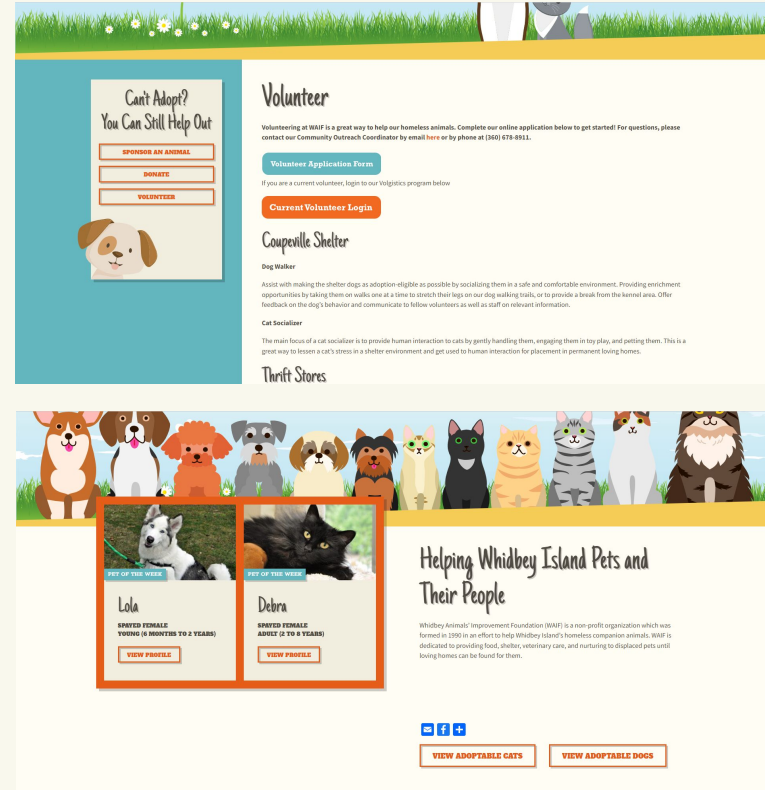 Can't Adopt?
You Can Still Help Out
SPONSOR AN ANIMAL
DONATE
VOLUNTEER
Volunteer
Volunteering at WAIF is a great way to help our homeless animals. Complete our online application below to get started! For questions, please
contact our Community Outreach Coordinator by email here or by phone at (360) 678-8911.
Volunteer Application Form
If you are a current volunteer, login to our Volgistics program below
Current Volunteer Login
Coupeville Shelter
Dog Walker
Assist with making the shelter dogs as adoption-eligible as possible by socializing them in a safe and comfortable environment. Providing enrichment
opportunities by taking them on walks one at a time to stretch their legs on our dog walking trails, or to provide a break from the kennel area. Offer
feedback on the dog's behavior and communicate to fellow volunteers as well as staff on relevant information.
Cat Socializer
The main focus of a cat socializer is to provide human interaction to cats by gently handling them, engaging them in toy play, and petting them. This is a
great way to lessen a cat's stress in a shelter environment and get used to human interaction for placement in permanent loving homes.
Thrift Stores
PET OF THE WEEK
Lola
SPAYED FEMALE
YOUNG (6 MONTHS TO 2 YEARS)
VIEW PROFILE
PET OF THE WEEK
Debra
SPAYED FEMALE
ADULT (2 TO 8 YEARS)
VIEW PROFILE
Helping Whidbey Island Pets and
Their People
Whidbey Animals' Improvement Foundation (WAIF) is a non-profit organization which was
formed in 1990 in an effort to help Whidbey Island's homeless companion animals. WAIF is
dedicated to providing food, shelter, veterinary care, and nurturing to displaced pets until
loving homes can be found for them.
VIEW ADOPTABLE CATS
VIEW ADOPTABLE DOGS